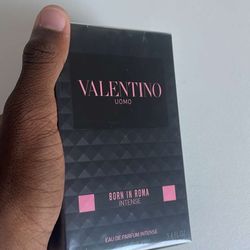 VALENTINO
UOMO
BORN IN ROMA
INTENSE
EAU DE PARFUM INTENSE